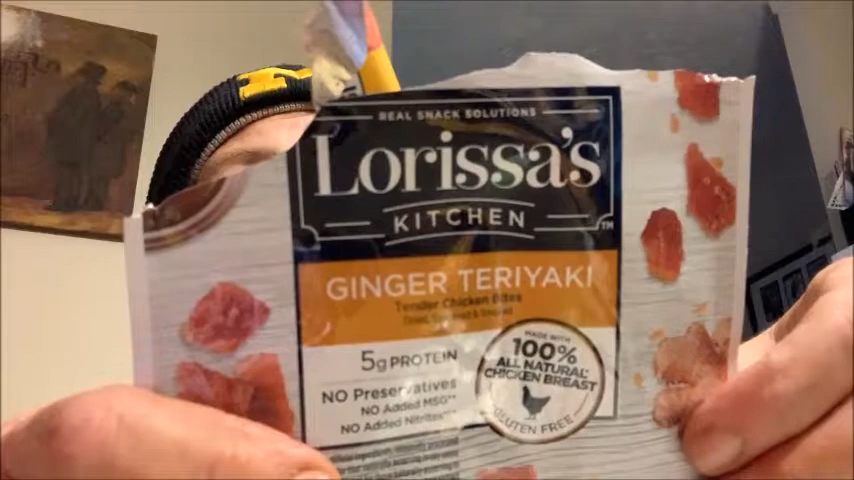 REAL SNACK SOLUTIONS
Lorissa's
KITCHEN™
GINGER TERIYAKI
Tender Chicken Bites
5g PROTEIN
NO Preservatives
NO Added MSG**
NO Added Nitrites**
MADE WITH
100%
ALL NATURAL*
CHICKEN BREAST
GLUTEN FREE